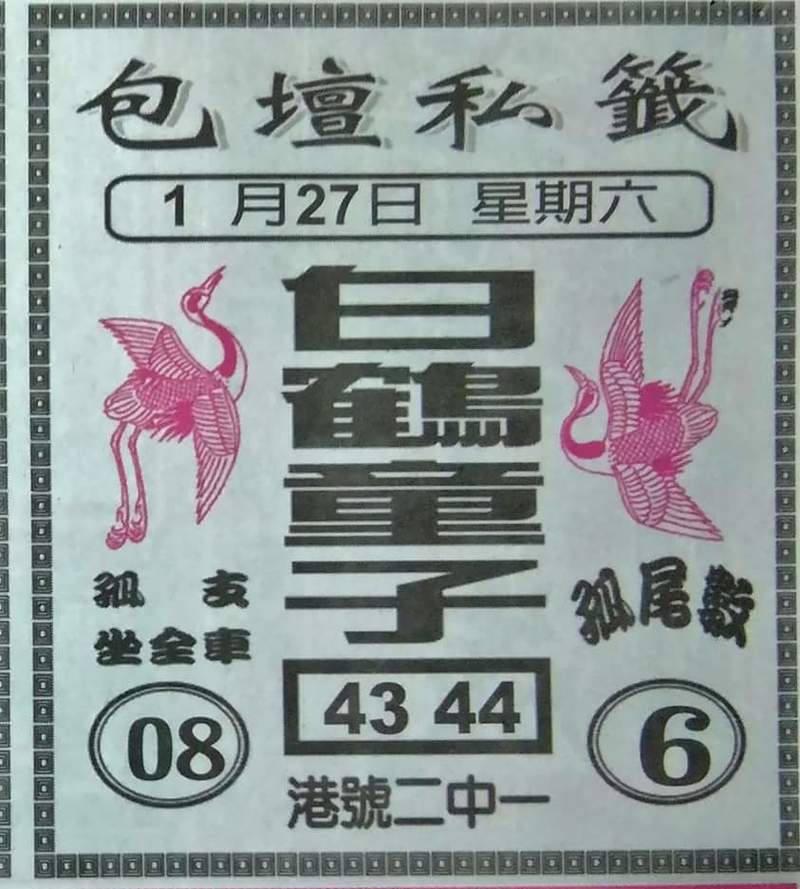 包壇私籤
1月27日 星期六
白鶴童子
孤支
坐全車
08
43 44
港號二中一
孤尾數
6